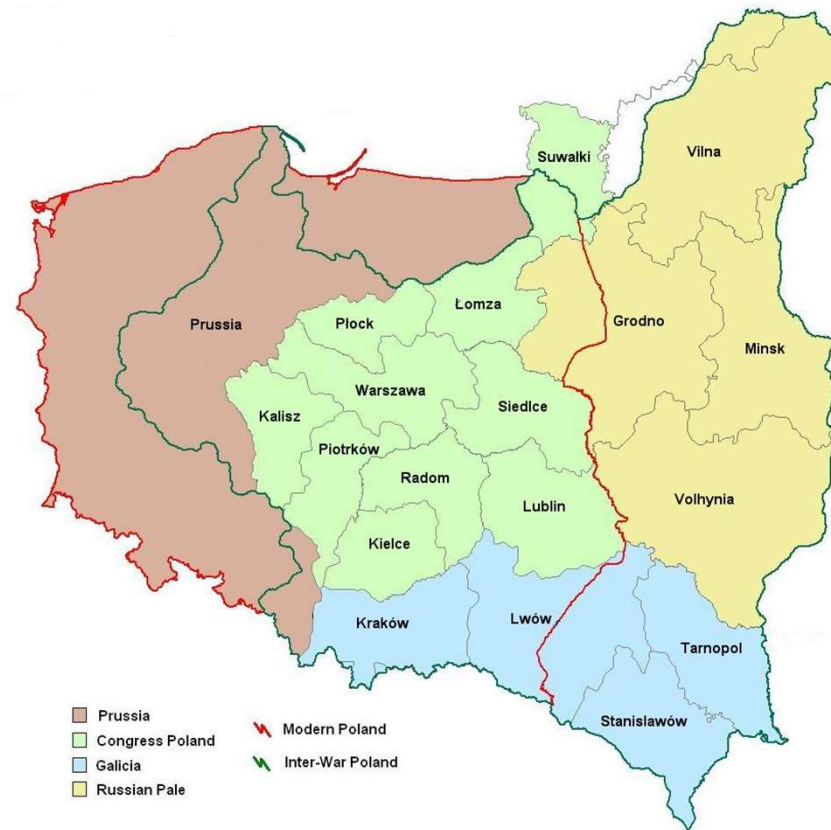 Suwałki
Vilna
Łomza
Płock
Prussia
Grodno
Minsk
Warszawa
Siedlce
Kalisz
Piotrków
Radom
Lublin
Volhynia
Kielce
Kraków
Lwów
Tarnopol
Stanislawów
Prussia
Congress Poland
Galicia
Russian Pale
Modern Poland
Inter-War Poland